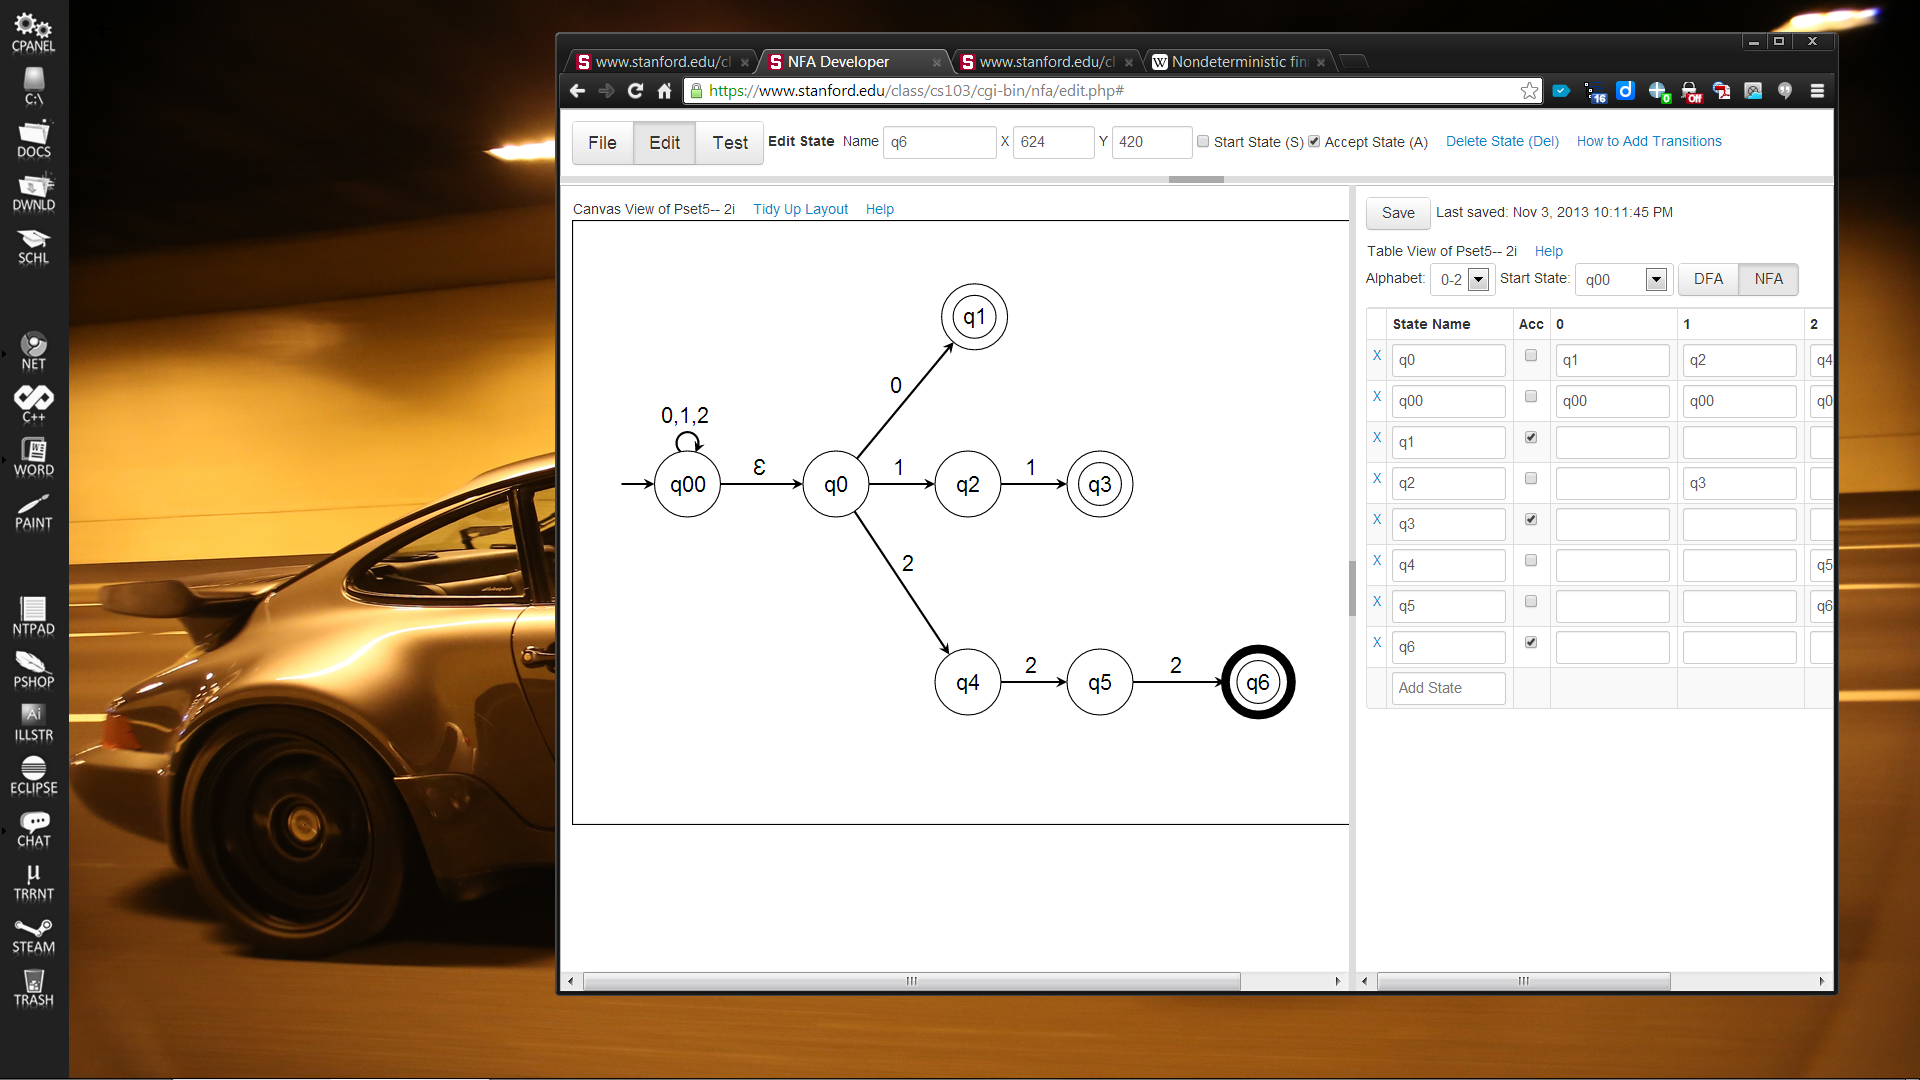 CPANEL
C:\
DOCS
DWNLD
SCHL
NET
C++
WORD
PAINT
NTPAD
PSHOP
Ai
ILLSTR
ECLIPSE
CHAT
µ
TRRNT
STEAM
TRASH
S www.stanford.edu/cl
S NFA Developer
S www.stanford.edu/cl
W Nondeterministic fini
https://www.stanford.edu/class/cs103/cgi-bin/nfa/edit.php#
16
d
0
Off
File Edit Test Edit State Name q6 X 624 Y 420 Start State (S) Accept State (A) Delete State (Del) How to Add Transitions
Canvas View of Pset5-- 2i Tidy Up Layout Help
q1
0
0,1,2
q00 ε q0 1 q2 1 q3
2
q4 2 q5 2 q6
Save Last saved: Nov 3, 2013 10:11:45 PM
Table View of Pset5-- 2i Help
Alphabet: 0-2 Start State: q00 DFA NFA
State Name Acc 0 1 2
X q0 q1 q2 q4
X q00 q00 q00 q0
X q1
X q2 q3
X q3
X q4 q5
X q5 q6
X q6
Add State